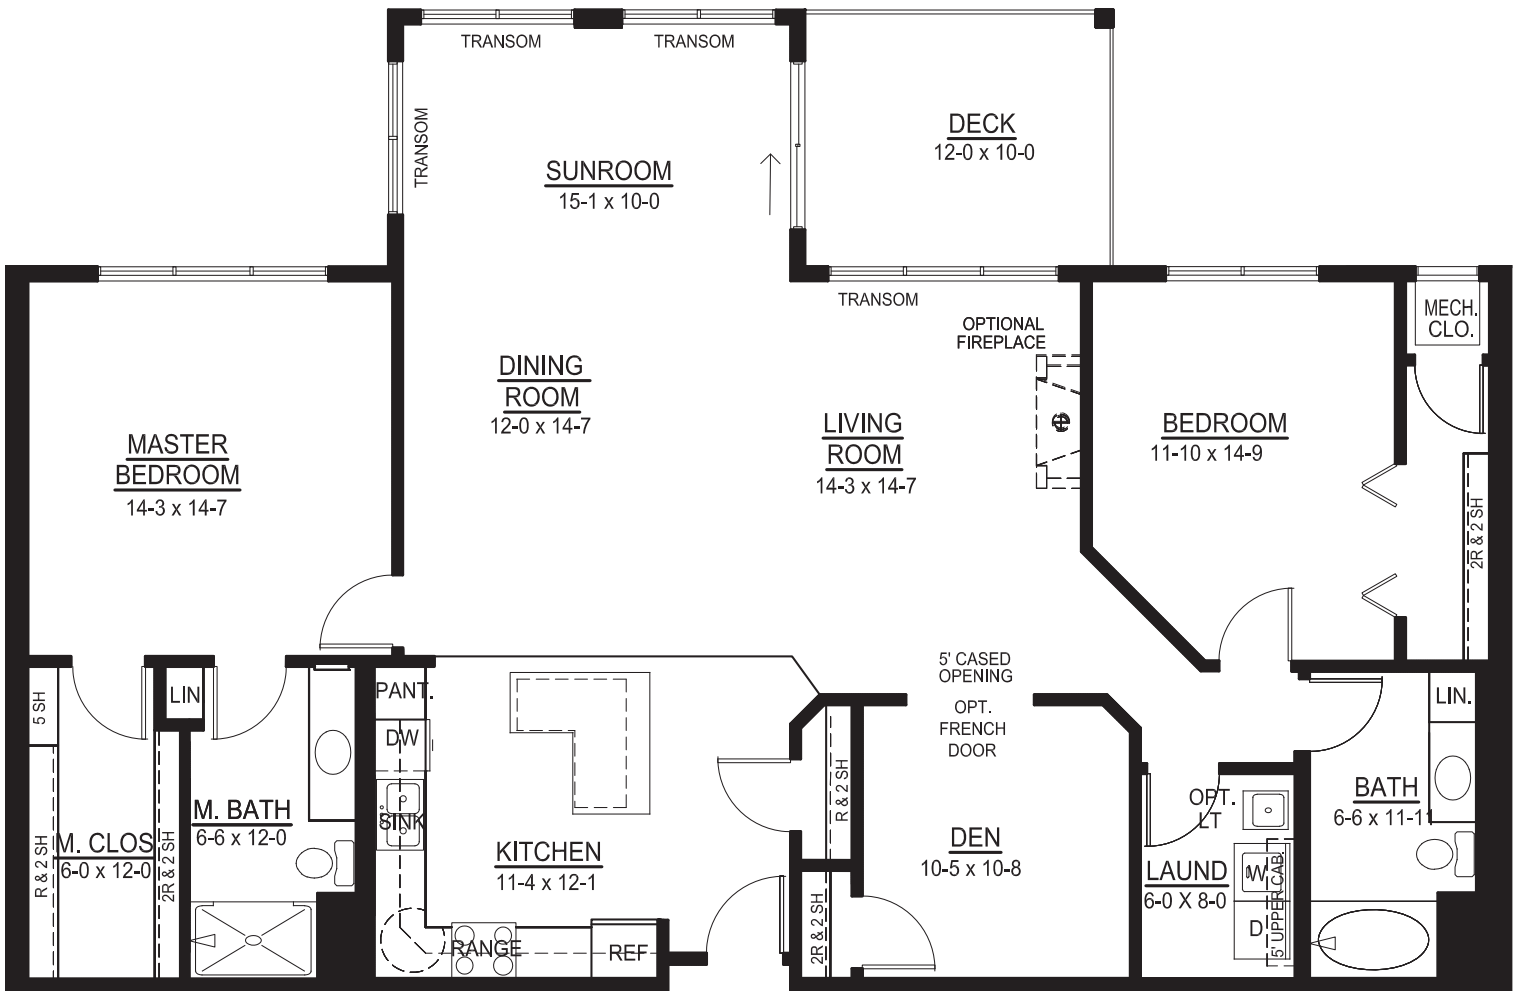 TRANSOM
TRANSOM
TRANSOM
SUNROOM
15-1 x 10-0
DECK
12-0 x 10-0
TRANSOM
OPTIONAL
FIREPLACE
MECH.
CLO.
DINING
ROOM
12-0 x 14-7
LIVING
ROOM
14-3 x 14-7
BEDROOM
11-10 x 14-9
MASTER
BEDROOM
14-3 x 14-7
2R & 2 SH
5' CASED
OPENING
OPT.
FRENCH
DOOR
5 SH
LIN
PANT.
DW
SINK
LIN.
M. BATH
6-6 x 12-0
M. CLOS
6-0 x 12-0
R & 2 SH
2R & 2 SH
KITCHEN
11-4 x 12-1
R & 2 SH
DEN
10-5 x 10-8
OPT.
LT
BATH
6-6 x 11-11
LAUND
6-0 X 8-0
W
D
5' UPPER CAB.
2R & 2 SH
RANGE
REF